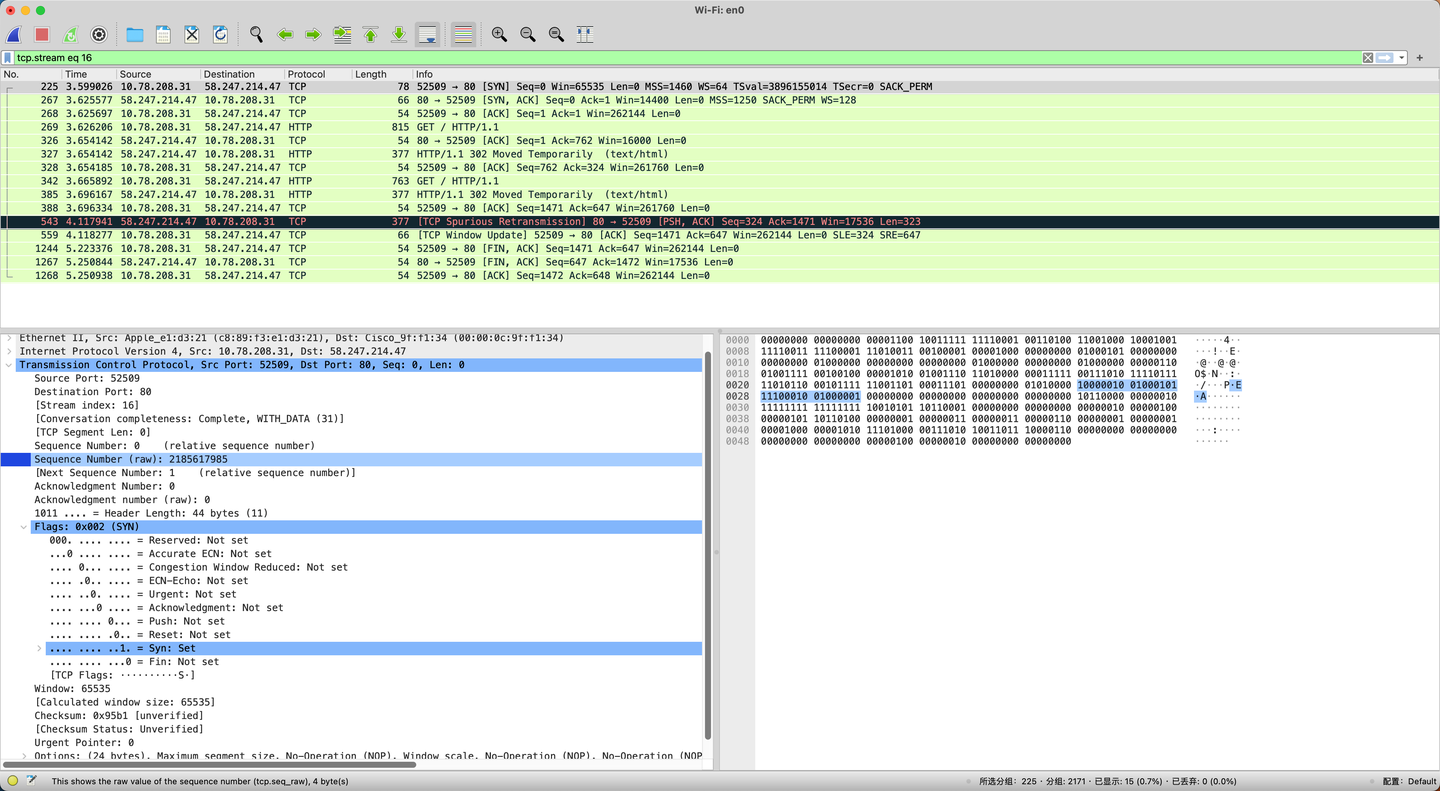 Wi-Fi: en0
tcp.stream eq 16
No. Time Source Destination Protocol Length Info
225 3.599026 10.78.208.31 58.247.214.47 TCP 78 52509 → 80 [SYN] Seq=0 Win=65535 Len=0 MSS=1460 WS=64 TSval=3896155014 TSecr=0 SACK_PERM
267 3.625577 58.247.214.47 10.78.208.31 TCP 66 80 → 52509 [SYN, ACK] Seq=0 Ack=1 Win=14400 Len=0 MSS=1250 SACK_PERM WS=128
268 3.625697 10.78.208.31 58.247.214.47 TCP 54 52509 → 80 [ACK] Seq=1 Ack=1 Win=262144 Len=0
269 3.626206 10.78.208.31 58.247.214.47 HTTP 815 GET / HTTP/1.1
326 3.654142 58.247.214.47 10.78.208.31 TCP 54 80 → 52509 [ACK] Seq=1 Ack=762 Win=16000 Len=0
327 3.654142 58.247.214.47 10.78.208.31 HTTP 377 HTTP/1.1 302 Moved Temporarily (text/html)
328 3.654185 10.78.208.31 58.247.214.47 TCP 54 52509 → 80 [ACK] Seq=762 Ack=324 Win=261760 Len=0
342 3.665892 10.78.208.31 58.247.214.47 HTTP 763 GET / HTTP/1.1
385 3.696167 58.247.214.47 10.78.208.31 HTTP 377 HTTP/1.1 302 Moved Temporarily (text/html)
388 3.696334 10.78.208.31 58.247.214.47 TCP 54 52509 → 80 [ACK] Seq=1471 Ack=647 Win=261760 Len=0
543 4.117941 58.247.214.47 10.78.208.31 TCP 377 [TCP Spurious Retransmission] 80 → 52509 [PSH, ACK] Seq=324 Ack=1471 Win=17536 Len=323
559 4.118277 10.78.208.31 58.247.214.47 TCP 66 [TCP Window Update] 52509 → 80 [ACK] Seq=1471 Ack=647 Win=262144 Len=0 SLE=324 SRE=647
1244 5.223376 10.78.208.31 58.247.214.47 TCP 54 52509 → 80 [FIN, ACK] Seq=1471 Ack=647 Win=262144 Len=0
1267 5.250844 58.247.214.47 10.78.208.31 TCP 54 80 → 52509 [FIN, ACK] Seq=647 Ack=1472 Win=17536 Len=0
1268 5.250938 10.78.208.31 58.247.214.47 TCP 54 52509 → 80 [ACK] Seq=1472 Ack=648 Win=262144 Len=0
Ethernet II, Src: Apple_e1:d3:21 (c8:89:f3:e1:d3:21), Dst: Cisco_9f:f1:34 (00:00:0c:9f:f1:34)
Internet Protocol Version 4, Src: 10.78.208.31, Dst: 58.247.214.47
Transmission Control Protocol, Src Port: 52509, Dst Port: 80, Seq: 0, Len: 0
Source Port: 52509
Destination Port: 80
[Stream index: 16]
[Conversation completeness: Complete, WITH_DATA (31)]
[TCP Segment Len: 0]
Sequence Number: 0 (relative sequence number)
Sequence Number (raw): 2185617985
[Next Sequence Number: 1 (relative sequence number)]
Acknowledgment Number: 0
Acknowledgment number (raw): 0
1011 .... = Header Length: 44 bytes (11)
Flags: 0x002 (SYN)
000. .... .... = Reserved: Not set
...0 .... .... = Accurate ECN: Not set
.... 0... .... = Congestion Window Reduced: Not set
.... .0.. .... = ECN-Echo: Not set
.... ..0. .... = Urgent: Not set
.... ...0 .... = Acknowledgment: Not set
.... .... 0... = Push: Not set
.... .... .0.. = Reset: Not set
.... .... ..1. = Syn: Set
.... .... ...0 = Fin: Not set
[TCP Flags: ··········S·]
Window: 65535
[Calculated window size: 65535]
Checksum: 0x95b1 [unverified]
[Checksum Status: Unverified]
Urgent Pointer: 0
Options: (24 bytes), Maximum segment size, No-Operation (NOP), Window scale, No-Operation (NOP), No-Operation (NOP
0000 00000000 00000000 00001100 10011111 11110001 00110100 11001000 10001001 ·····4··
0008 11110011 11100001 11010011 00100001 00001000 00000000 01000101 00000000 ···!··E·
0010 00000000 01000000 00000000 00000000 01000000 00000000 01000000 00000110 ·@··@·@·
0018 01001111 00100100 00001010 01001110 11010000 00011111 00111010 11110111 O$·N··:·
0020 11010110 00101111 11001101 00011101 00000000 01010000 10000010 01000101 ·/···P·E
0028 11100010 01000001 00000000 00000000 00000000 00000000 10110000 00000010 ·A······
0030 11111111 11111111 10010101 10110001 00000000 00000000 00000010 00000100 ········
0038 00000101 10110100 00000001 00000011 00000011 00000110 00000001 00000001 ········
0040 00001000 00001010 11101000 00111010 10011011 11000110 00000000 00000000 ···:····
0048 00000000 00000000 00000100 00000010 00000000 00000000 ······
This shows the raw value of the sequence number (tcp.seq_raw), 4 byte(s)
所选分组: 225 · 分组: 2171 · 已显示: 15 (0.7%) · 已丢弃: 0 (0.0%)
配置: Default